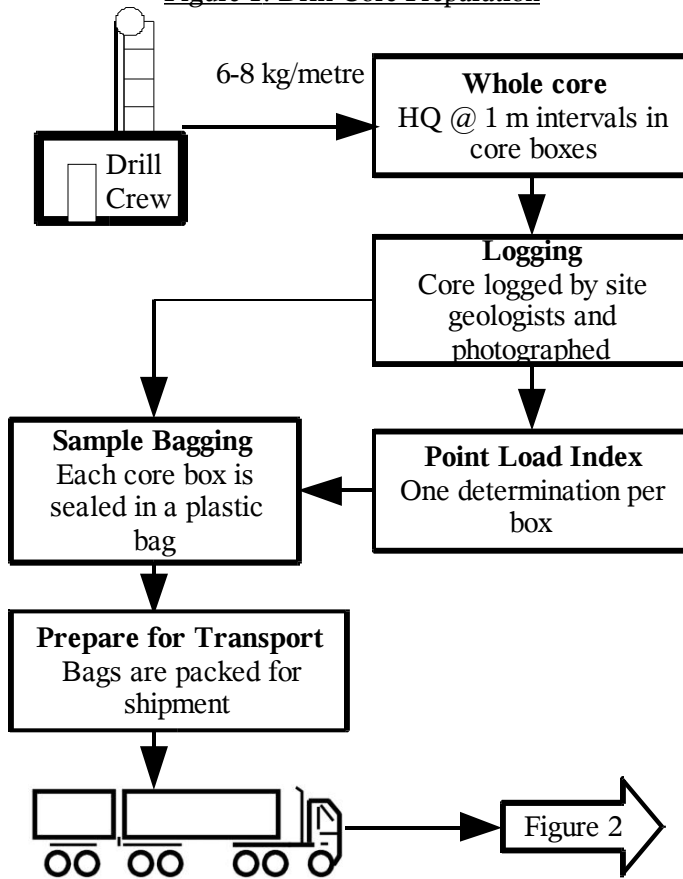 Figure 1: Drill Core Preparation
6-8 kg/metre
Whole core
HQ @ 1 m intervals in
core boxes
Drill
Crew
Logging
Core logged by site
geologists and
photographed
Sample Bagging
Each core box is
sealed in a plastic
bag
Point Load Index
One determination per
box
Prepare for Transport
Bags are packed for
shipment
Figure 2